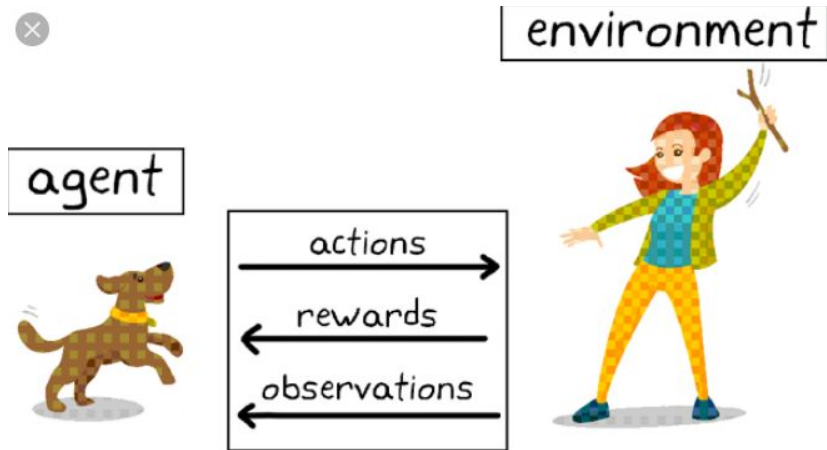 environment
agent
actions
rewards
observations